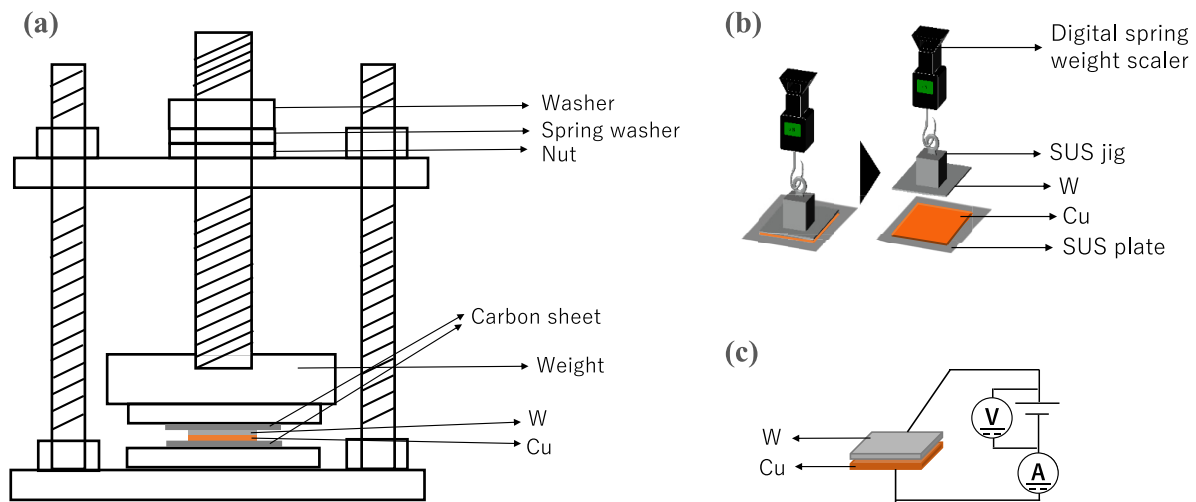 (a)
Washer
Spring washer
Nut
Carbon sheet
Weight
W
Cu
(b)
Digital spring
weight scaler
SUS jig
W
Cu
SUS plate
(c)
W
Cu
V
A